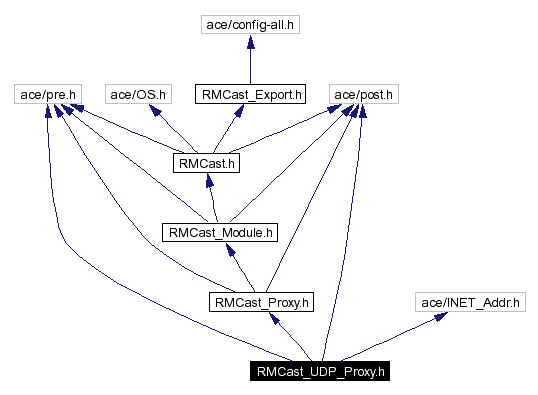 ace/config-all.h
ace/pre.h
ace/OS.h
RMCast_Export.h
ace/post.h
RMCast.h
RMCast_Module.h
RMCast_Proxy.h
ace/INET_Addr.h
RMCast_UDP_Proxy.h